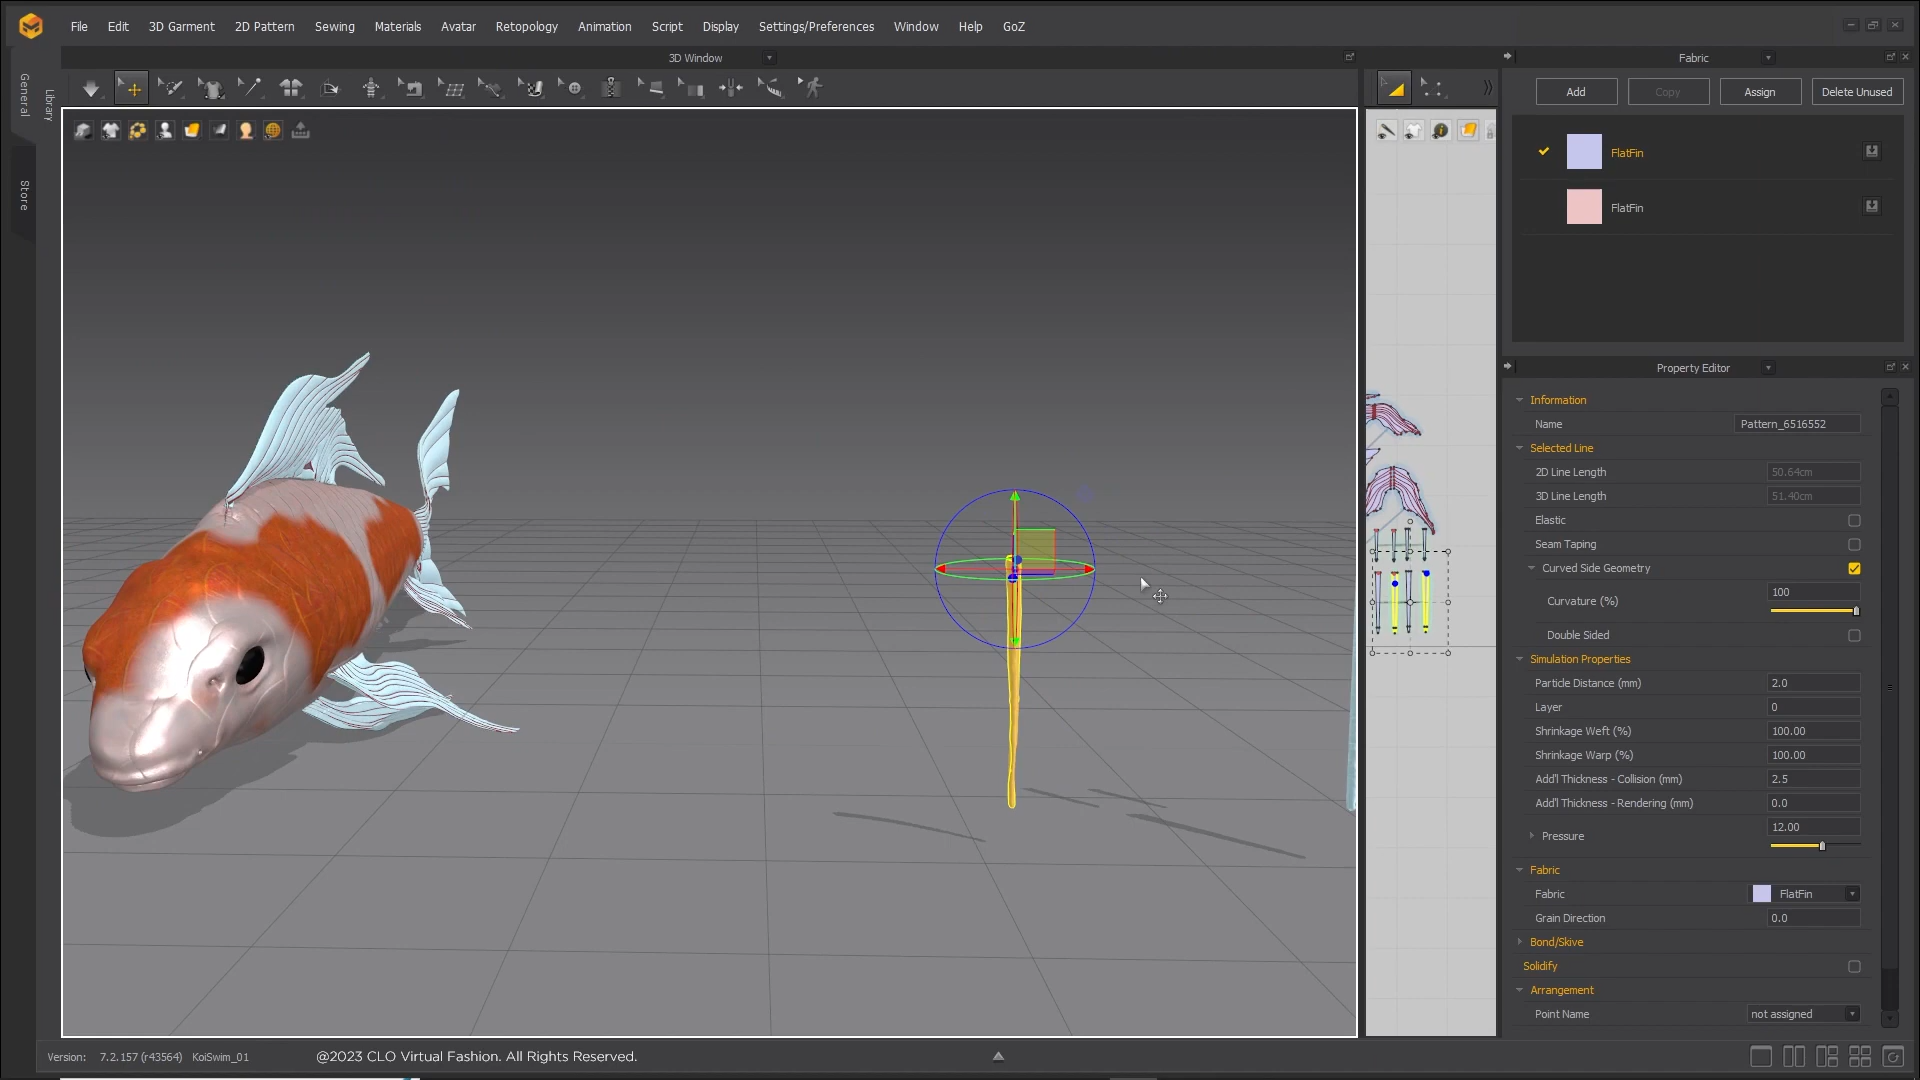 File Edit 3D Garment 2D Pattern Sewing Materials Avatar Retopology Animation Script Display Settings/Preferences Window Help GoZ
General
Library
Store
3D Window
Fabric
Add Copy Assign Delete Unused
FlatFin
FlatFin
Property Editor
Information
Name Pattern_6516552
Selected Line
2D Line Length 50.64cm
3D Line Length 51.40cm
Elastic
Seam Taping
Curved Side Geometry
Curvature (%) 100
Double Sided
Simulation Properties
Particle Distance (mm) 2.0
Layer 0
Shrinkage Weft (%) 100.00
Shrinkage Warp (%) 100.00
Add'l Thickness - Collision (mm) 2.5
Add'l Thickness - Rendering (mm) 0.0
Pressure 12.00
Fabric
Fabric FlatFin
Grain Direction 0.0
Bond/Skive
Solidify
Arrangement
Point Name not assigned
Version: 7.2.157 (r43564) KoiSwim_01 @2023 CLO Virtual Fashion. All Rights Reserved.